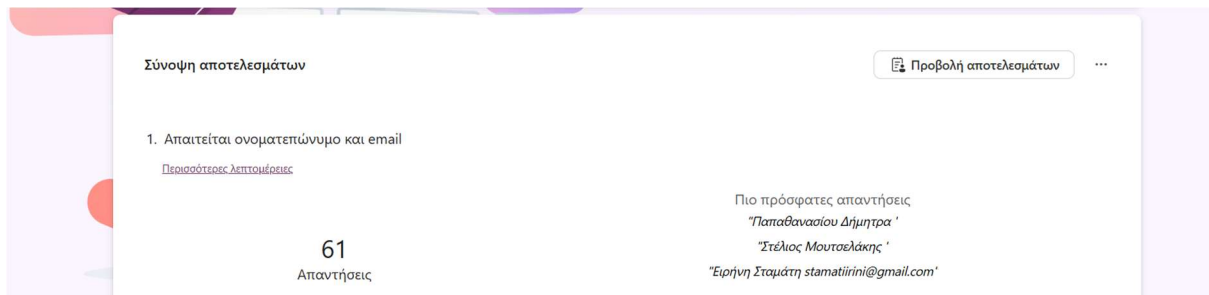 Σύνοψη αποτελεσμάτων
Προβολή αποτελεσμάτων
1. Απαιτείται ονοματεπώνυμο και email
Περισσότερες λεπτομέρειες
61
Απαντήσεις
Πιο πρόσφατες απαντήσεις
"Παπαθανασίου Δήμητρα '
"Στέλιος Μουτσελάκης '
"Ειρήνη Σταμάτη stamatiirini@gmail.com'